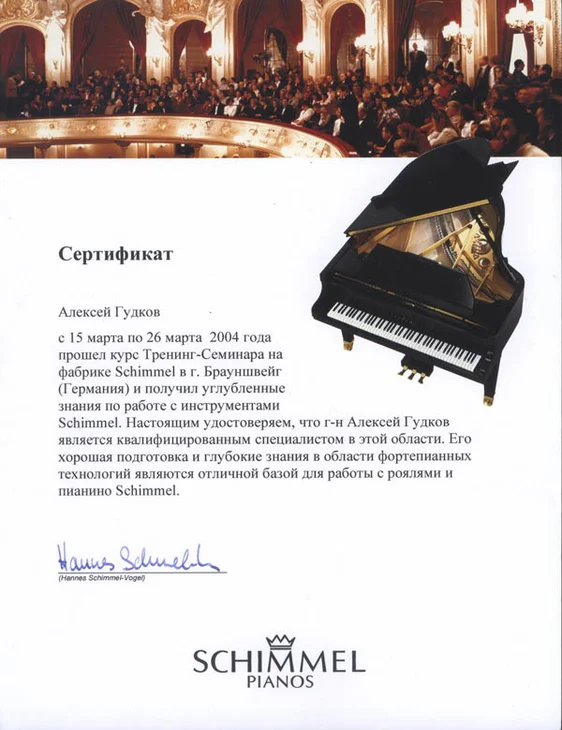 Сертификат
Алексей Гудков
с 15 марта по 26 марта 2004 года
прошел курс Тренинг-Семинара на
фабрике Schimmel в г. Брауншвейг
(Германия) и получил углубленные
знания по работе с инструментами
Schimmel. Настоящим удостоверяем, что г-н Алексей Гудков
является квалифицированным специалистом в этой области. Его
хорошая подготовка и глубокие знания в области фортепианных
технологий являются отличной базой для работы с роялями и
пианино Schimmel.
Hannes Schimmel
(Hannes Schimmel-Vogel)
SCHIMMEL
PIANOS